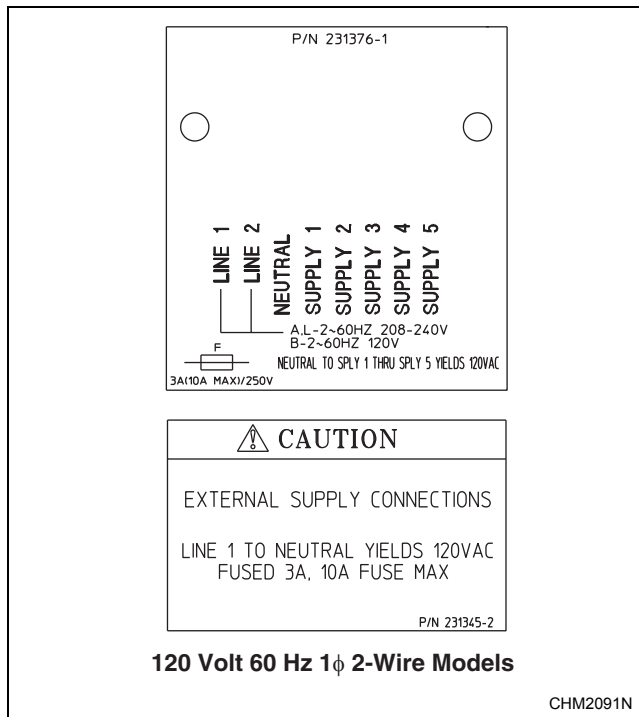 P/N 231376-1
LINE 1
LINE 2
NEUTRAL
SUPPLY 1
SUPPLY 2
SUPPLY 3
SUPPLY 4
SUPPLY 5
A,L-2~60HZ 208-240V
B-2~60HZ 120V
F
NEUTRAL TO SPLY 1 THRU SPLY 5 YIELDS 120VAC
3A(10A MAX)/250V
⚠ CAUTION
EXTERNAL SUPPLY CONNECTIONS
LINE 1 TO NEUTRAL YIELDS 120VAC
FUSED 3A, 10A FUSE MAX
P/N 231345-2
120 Volt 60 Hz 1ϕ 2-Wire Models
CHM2091N